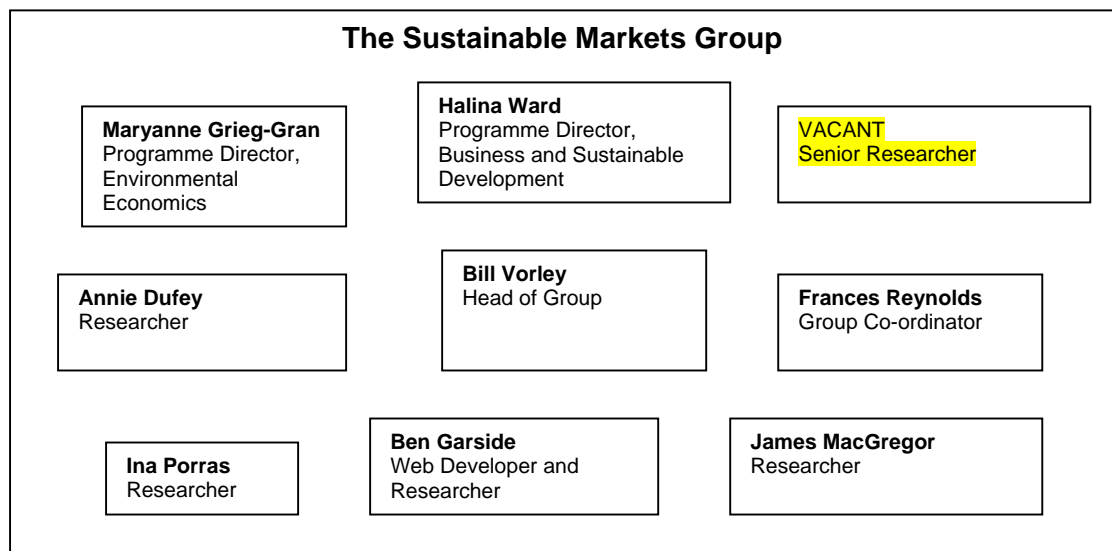 The Sustainable Markets Group
Maryanne Grieg-Gran
Programme Director,
Environmental
Economics
Halina Ward
Programme Director,
Business and Sustainable
Development
VACANT
Senior Researcher
Annie Dufey
Researcher
Bill Vorley
Head of Group
Frances Reynolds
Group Co-ordinator
Ina Porras
Researcher
Ben Garside
Web Developer and
Researcher
James MacGregor
Researcher